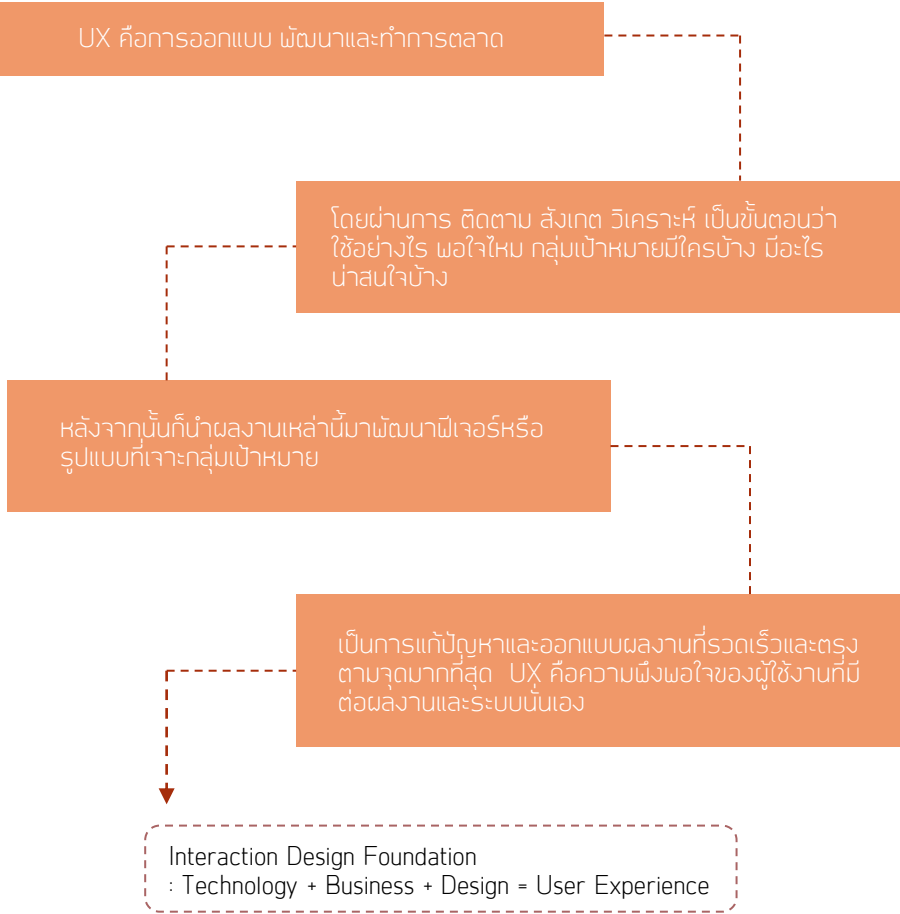 UX คือการออกแบบ พัฒนาและทำการตลาด
โดยผ่านการ ติดตาม สังเกต วิเคราะห์ เป็นขั้นตอนว่า
ใช้อย่างไร พอใจไหม กลุ่มเป้าหมายมีใครบ้าง มีอะไร
น่าสนใจบ้าง
หลังจากนั้นก็นำผลงานเหล่านี้มาพัฒนาฟีเจอร์หรือ
รูปแบบที่เจาะกลุ่มเป้าหมาย
เป็นการแก้ปัญหาและออกแบบผลงานที่รวดเร็วและตรง
ตามจุดมากที่สุด UX คือความพึงพอใจของผู้ใช้งานที่มี
ต่อผลงานและระบบนั่นเอง
Interaction Design Foundation
: Technology + Business + Design = User Experience